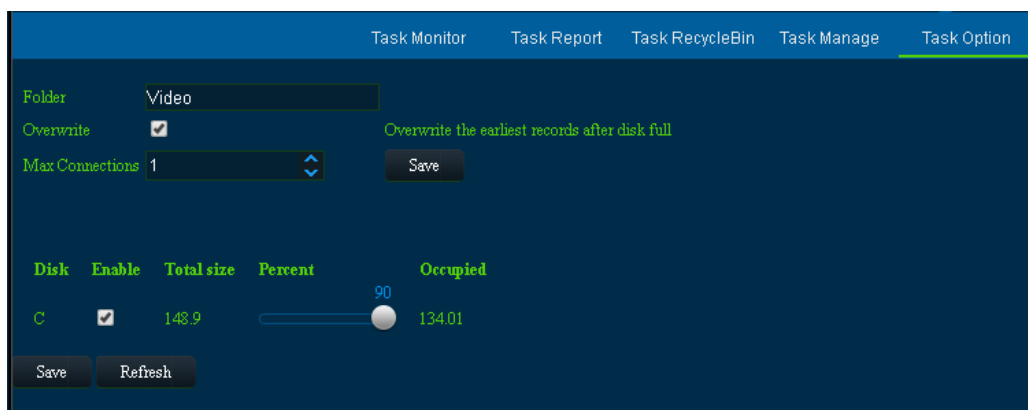 Task Monitor Task Report Task RecycleBin Task Manage Task Option
Folder Video
Overwrite Overwrite the earliest records after disk full
Max Connections 1 Save
Disk Enable Total size Percent Occupied
90
C 148.9 134.01
Save Refresh